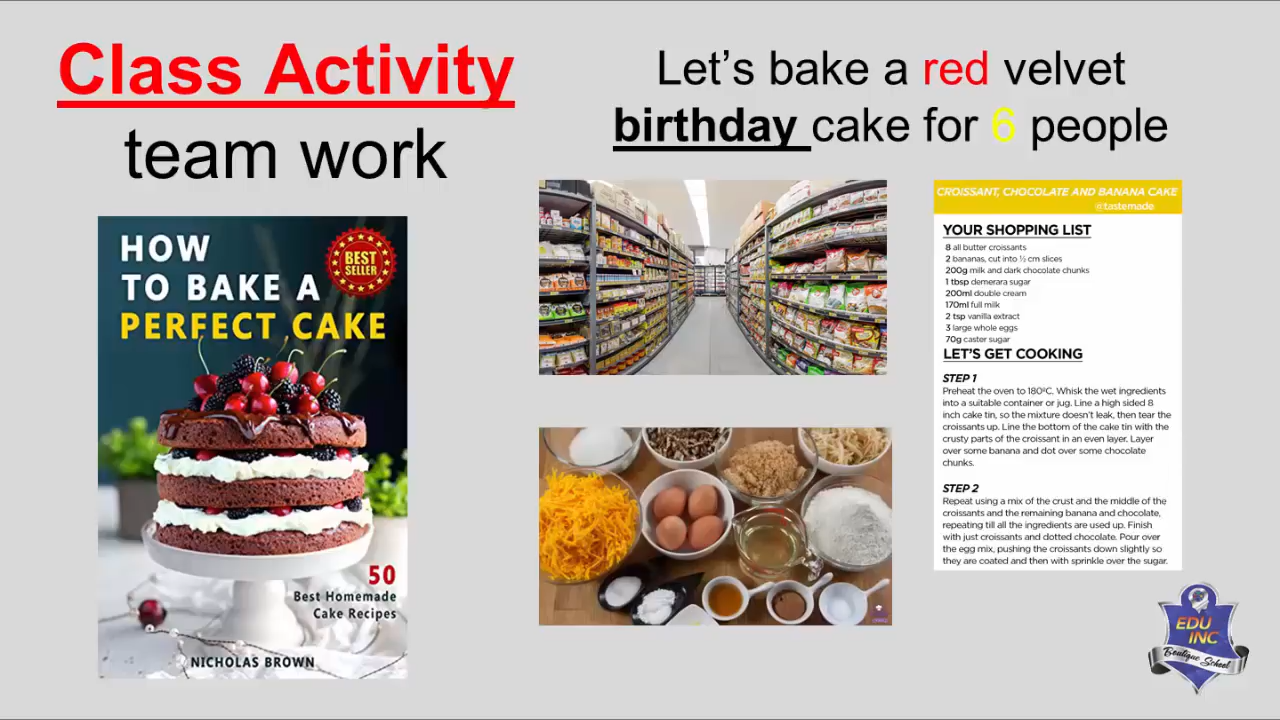 Class Activity
team work
Let's bake a red velvet
birthday cake for 6 people
HOW
TO BAKE A
PERFECT CAKE
BEST
SELLER
50
Best Homemade
Cake Recipes
NICHOLAS BROWN
CROISSANT, CHOCOLATE AND BANANA CAKE
@tastemade
YOUR SHOPPING LIST
8 all butter croissants
2 bananas, cut into ½ cm slices
200g milk and dark chocolate chunks
1 tbsp demerara sugar
200ml double cream
170ml full milk
2 tsp vanilla extract
3 large whole eggs
70g caster sugar
LET'S GET COOKING
STEP 1
Preheat the oven to 180ºC. Whisk the wet ingredients
into a suitable container or jug. Line a high sided 8
inch cake tin, so the mixture doesn't leak, then tear the
croissants up. Line the bottom of the cake tin with the
crusty parts of the croissant in an even layer. Layer
over some banana and dot over some chocolate
chunks.
STEP 2
Repeat using a mix of the crust and the middle of the
croissants and the remaining banana and chocolate,
repeating till all the ingredients are used up. Finish
with just croissants and dotted chocolate. Pour over
the egg mix, pushing the croissants down slightly so
they are coated and then with sprinkle over the sugar.
EDU
INC
Boutique School